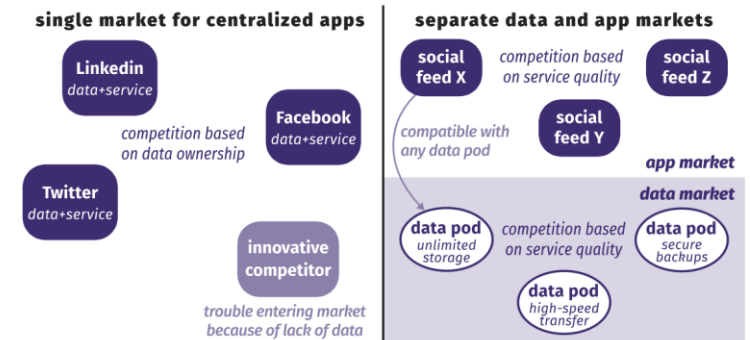 single market for centralized apps
Linkedin
data+service
Facebook
data+service
competition based
on data ownership
Twitter
data+service
innovative
competitor
trouble entering market
because of lack of data
separate data and app markets
social
feed X
competition based
on service quality
social
feed Z
social
feed Y
compatible with
any data pod
app market
data market
data pod
unlimited
storage
competition based
on service quality
data pod
secure
backups
data pod
high-speed
transfer